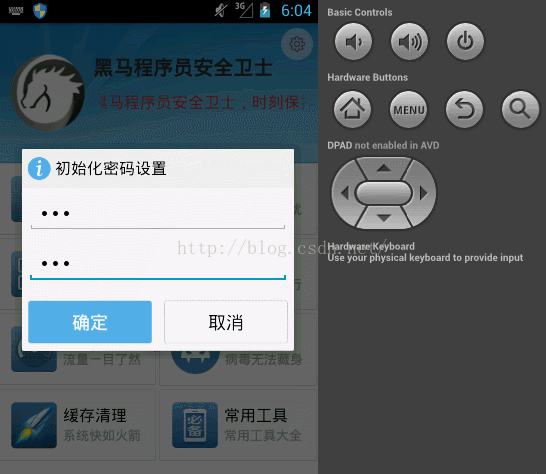 3G 6:04
黑马程序员安全卫士
马程序员安全卫士，时刻保
初始化密码设置
http://blog.csdn.net/
确定
取消
流量一目了然
病毒无法藏身
缓存清理
系统快如火箭
常用工具
常用工具大全
必备
Basic Controls
Hardware Buttons
MENU
DPAD not enabled in AVD
Hardware Keyboard
Use your physical keyboard to provide input